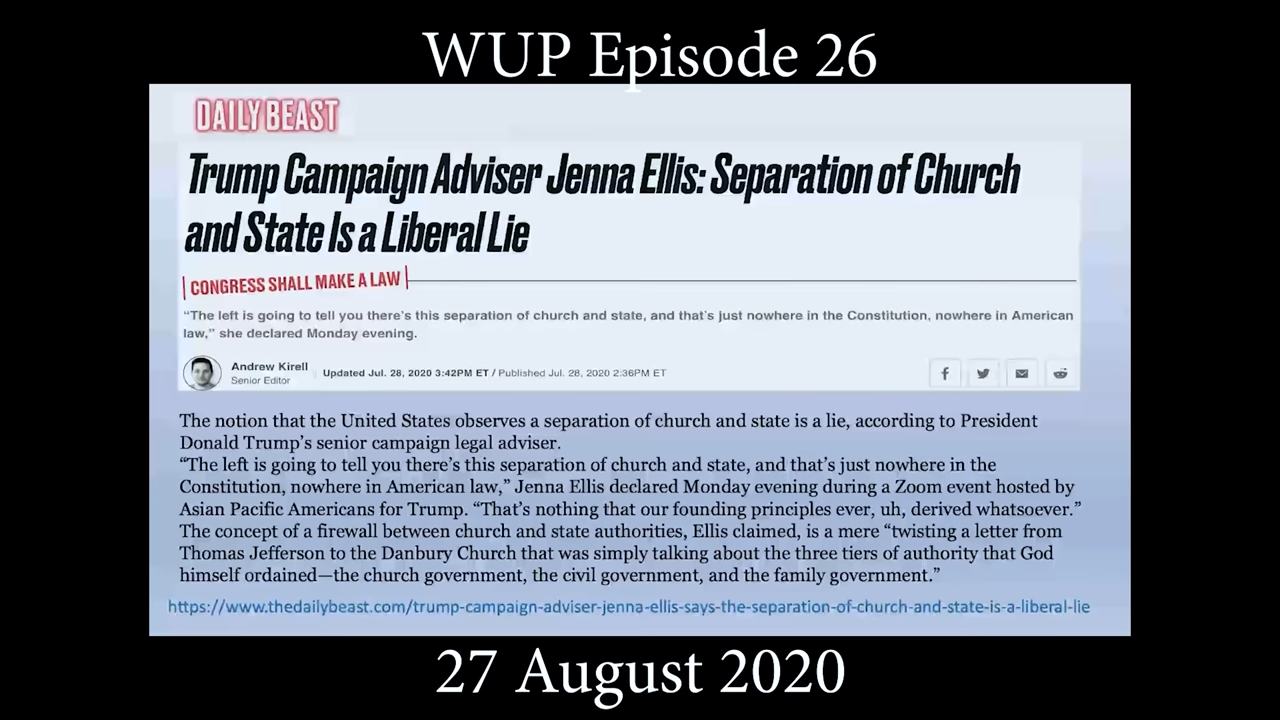 WUP Episode 26
DAILY BEAST
Trump Campaign Adviser Jenna Ellis: Separation of Church
and State Is a Liberal Lie
CONGRESS SHALL MAKE A LAW
“The left is going to tell you there’s this separation of church and state, and that’s just nowhere in the Constitution, nowhere in American
law,” she declared Monday evening.
Andrew Kirell
Senior Editor
Updated Jul. 28, 2020 3:42PM ET / Published Jul. 28, 2020 2:36PM ET
The notion that the United States observes a separation of church and state is a lie, according to President
Donald Trump’s senior campaign legal adviser.
“The left is going to tell you there’s this separation of church and state, and that’s just nowhere in the
Constitution, nowhere in American law,” Jenna Ellis declared Monday evening during a Zoom event hosted by
Asian Pacific Americans for Trump. “That’s nothing that our founding principles ever, uh, derived whatsoever.”
The concept of a firewall between church and state authorities, Ellis claimed, is a mere “twisting a letter from
Thomas Jefferson to the Danbury Church that was simply talking about the three tiers of authority that God
himself ordained—the church government, the civil government, and the family government.”
https://www.thedailybeast.com/trump-campaign-adviser-jenna-ellis-says-the-separation-of-church-and-state-is-a-liberal-lie
27 August 2020